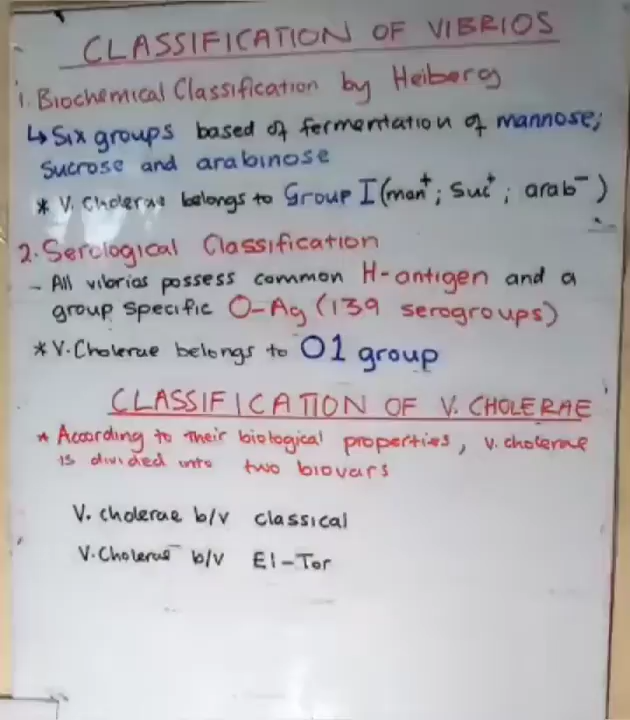 CLASSIFICATION OF VIBRIOS
1. Biochemical Classification by Heiberg
↳ Six groups based of fermentation of mannose;
sucrose and arabinose
* V. Cholerae belongs to Group I (man⁺; suc⁺; arab⁻)
2. Serological Classification
- All vibrios possess common H-antigen and a
group specific O-Ag (139 serogroups)
* V. Cholerae belongs to O1 group
CLASSIFICATION OF V. CHOLERAE
* According to their biological properties, v. cholerae
is divided into two biovars
V. cholerae b/v classical
V. Cholerae b/v El-Tor